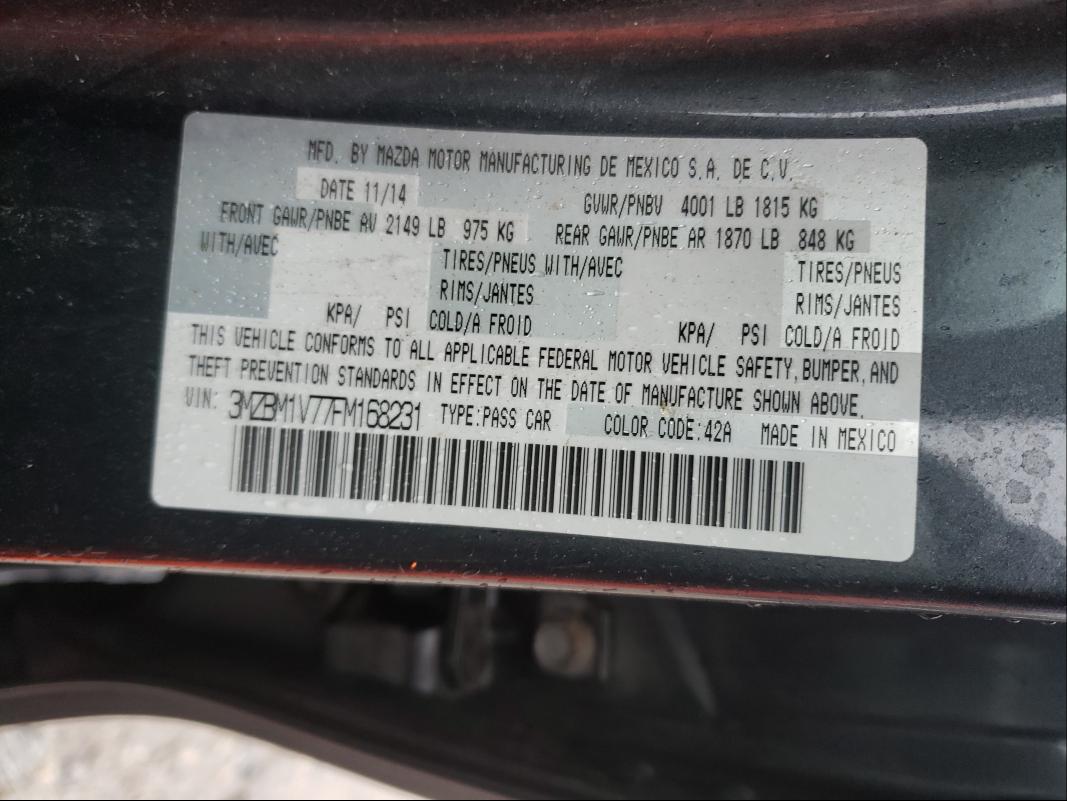 MFD. BY MAZDA MOTOR MANUFACTURING DE MEXICO S.A. DE C.V.
DATE 11/14 GVWR/PNBV 4001 LB 1815 KG
FRONT GAWR/PNBE AV 2149 LB 975 KG REAR GAWR/PNBE AR 1870 LB 848 KG
WITH/AVEC TIRES/PNEUS WITH/AVEC TIRES/PNEUS
RIMS/JANTES RIMS/JANTES
KPA/ PSI COLD/A FROID KPA/ PSI COLD/A FROID
THIS VEHICLE CONFORMS TO ALL APPLICABLE FEDERAL MOTOR VEHICLE SAFETY, BUMPER, AND
THEFT PREVENTION STANDARDS IN EFFECT ON THE DATE OF MANUFACTURE SHOWN ABOVE.
VIN: 3MZBM1V77FM168231 TYPE:PASS CAR COLOR CODE:42A MADE IN MEXICO